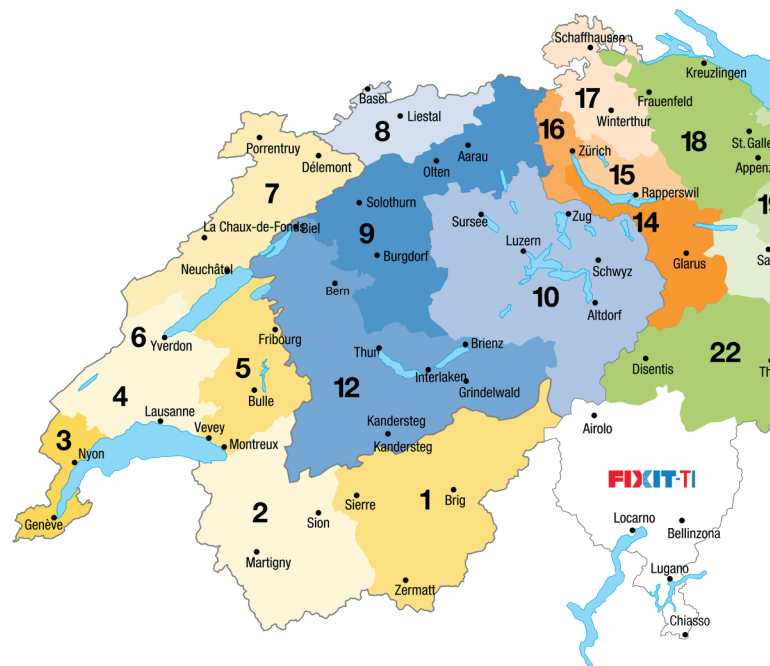 Schaffhausen
Kreuzlingen
Basel
17
Frauenfeld
8
Liestal
Winterthur
16
18
St.Galle
Porrentruy
Aarau
Zürich
Délemont
Olten
Appenz
15
7
Rapperswil
Solothurn
19
Sursee
Zug
14
La Chaux-de-Fonds
Biel
9
Luzern
Burgdorf
Schwyz
Glarus
Sa
Neuchâtel
Bern
10
Altdorf
6
Yverdon
Fribourg
Thun
Brienz
22
5
Disentis
Th
Interlaken
12
Grindelwald
4
Bulle
Lausanne
Kandersteg
Vevey
Airolo
3
Montreux
Kandersteg
Nyon
FIXIT-TI
1
Sierre
Brig
2
Sion
Genève
Locarno
Bellinzona
Martigny
Lugano
Zermatt
Chiasso